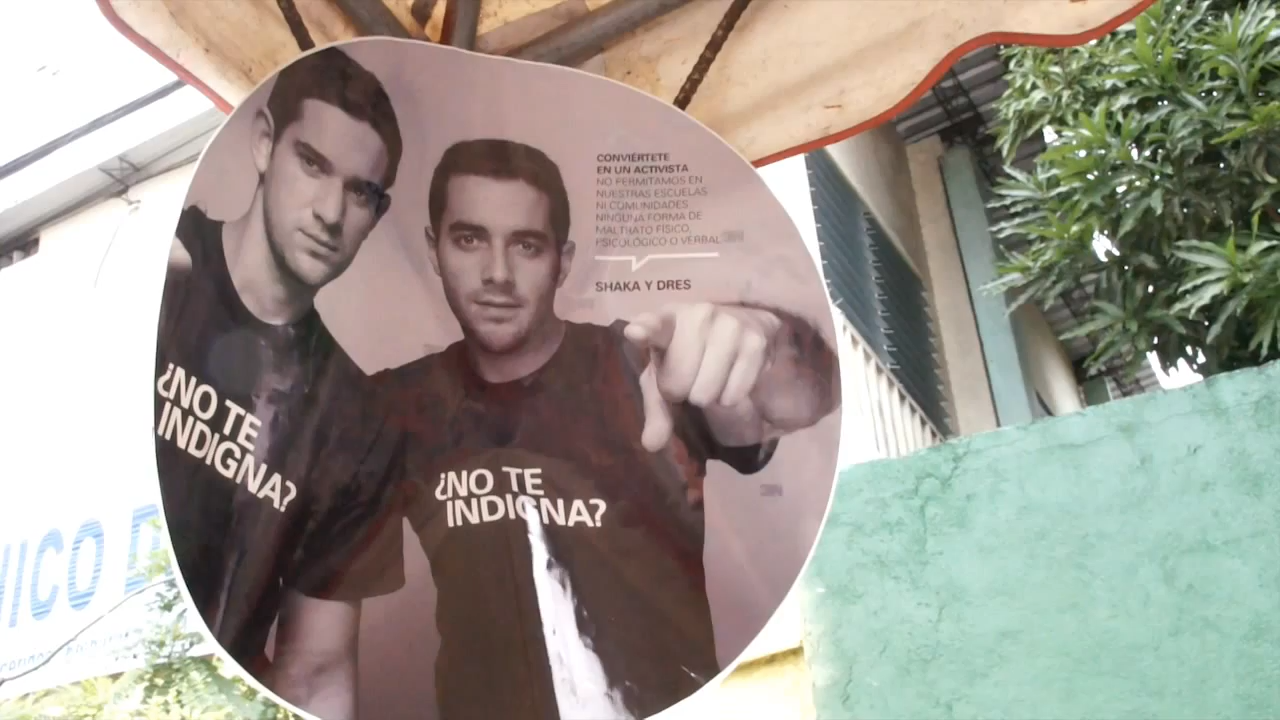 CONVIÉRTETE
EN UN ACTIVISTA
NO PERMITAMOS EN
NUESTRAS ESCUELAS
NI COMUNIDADES
NINGUNA FORMA DE
MALTRATO FÍSICO,
PSICOLÓGICO O VERBAL
SHAKA Y DRES
¿NO TE
INDIGNA?
¿NO TE
INDIGNA?